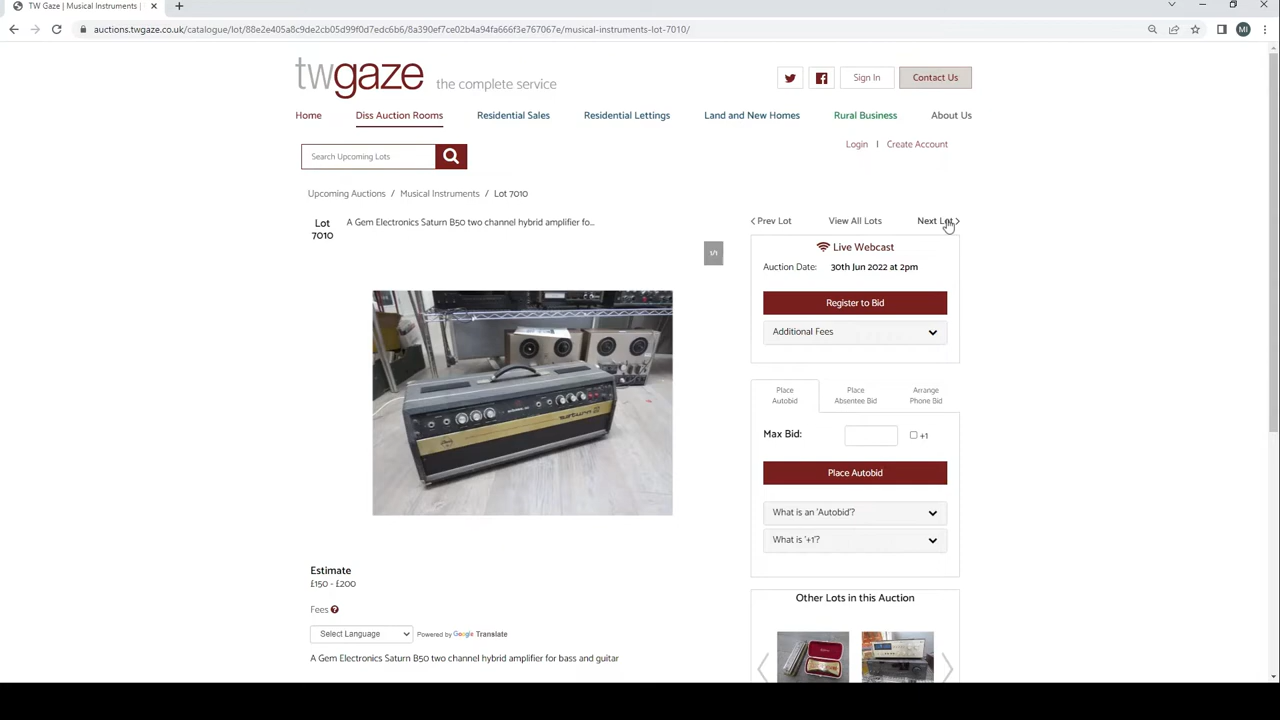 TW Gaze | Musical Instruments
auctions.twgaze.co.uk/catalogue/lot/88e2e405a8c9de2cb05d99f0d7edc6b6/8a390ef7ce02b4a94fa666f3e767067e/musical-instruments-lot-7010/
MI
twgaze the complete service
Sign In
Contact Us
Home
Diss Auction Rooms
Residential Sales
Residential Lettings
Land and New Homes
Rural Business
About Us
Login | Create Account
Search Upcoming Lots
Upcoming Auctions / Musical Instruments / Lot 7010
Lot
7010
A Gem Electronics Saturn B50 two channel hybrid amplifier fo...
1/1
saturn
< Prev Lot
View All Lots
Next Lot >
Live Webcast
Auction Date: 30th Jun 2022 at 2pm
Register to Bid
Additional Fees
Place
Autobid
Place
Absentee Bid
Arrange
Phone Bid
Max Bid:
+1
Place Autobid
What is an 'Autobid'?
What is '+1'?
Other Lots in this Auction
Estimate
£150 - £200
Fees
Select Language
Powered by Google Translate
A Gem Electronics Saturn B50 two channel hybrid amplifier for bass and guitar